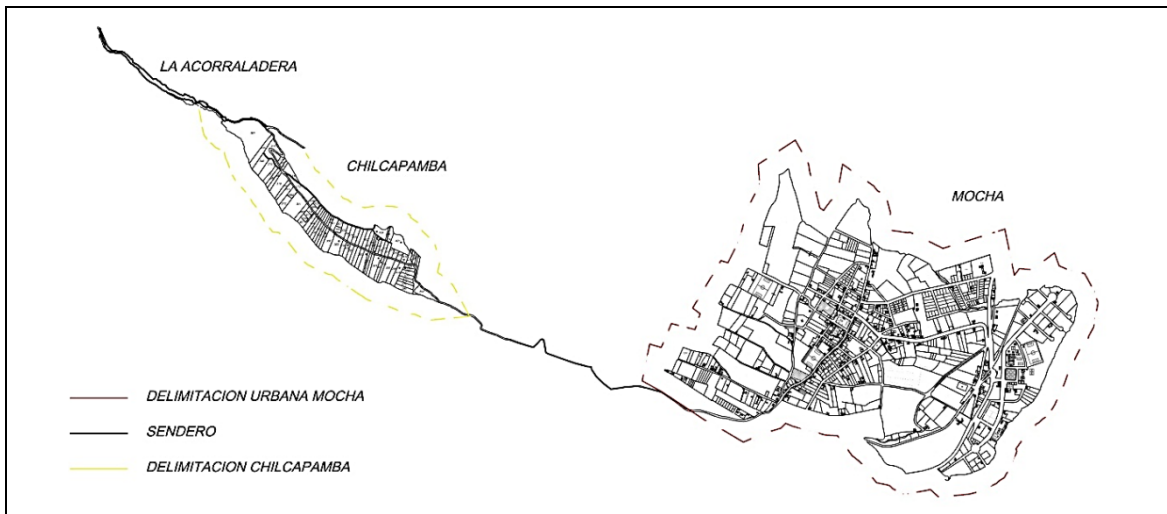 LA ACORRALADERA
CHILCAPAMBA
MOCHA
DELIMITACION URBANA MOCHA
SENDERO
DELIMITACION CHILCAPAMBA